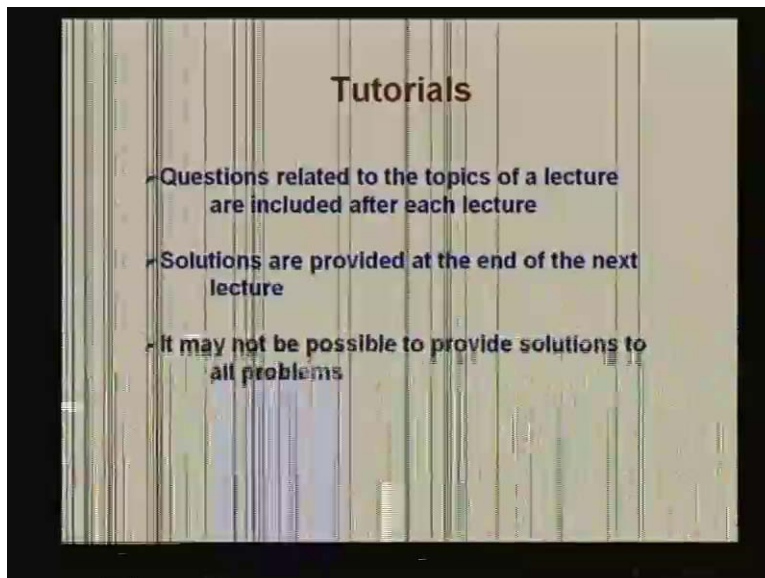 Tutorials
Questions related to the topics of a lecture
are included after each lecture
Solutions are provided at the end of the next
lecture
It may not be possible to provide solutions to
all problems